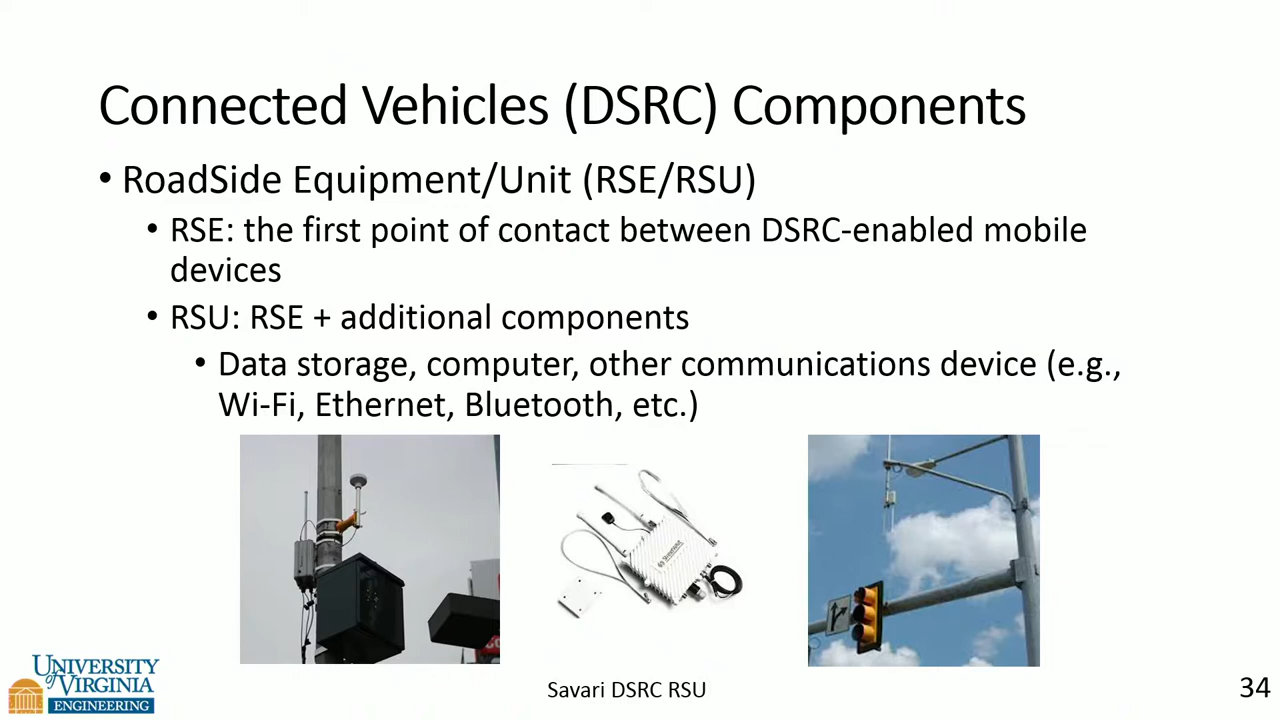 Connected Vehicles (DSRC) Components
• RoadSide Equipment/Unit (RSE/RSU)
• RSE: the first point of contact between DSRC-enabled mobile
devices
• RSU: RSE + additional components
• Data storage, computer, other communications device (e.g.,
Wi-Fi, Ethernet, Bluetooth, etc.)
UNIVERSITY
of VIRGINIA
ENGINEERING
Savari DSRC RSU
34